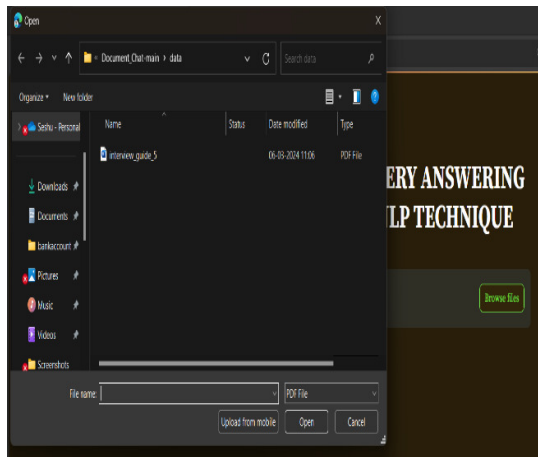 Open
Document_Chat-main > data
Search data
Organize
New folder
Name
Status
Date modified
Type
Seshu - Personal
interview_guide_5
06-03-2024 11:06
PDF File
Downloads
Documents
bankaccount
Pictures
Music
Videos
Screenshots
ERY ANSWERING
NLP TECHNIQUE
Browse files
File name:
PDF File
Upload from mobile
Open
Cancel